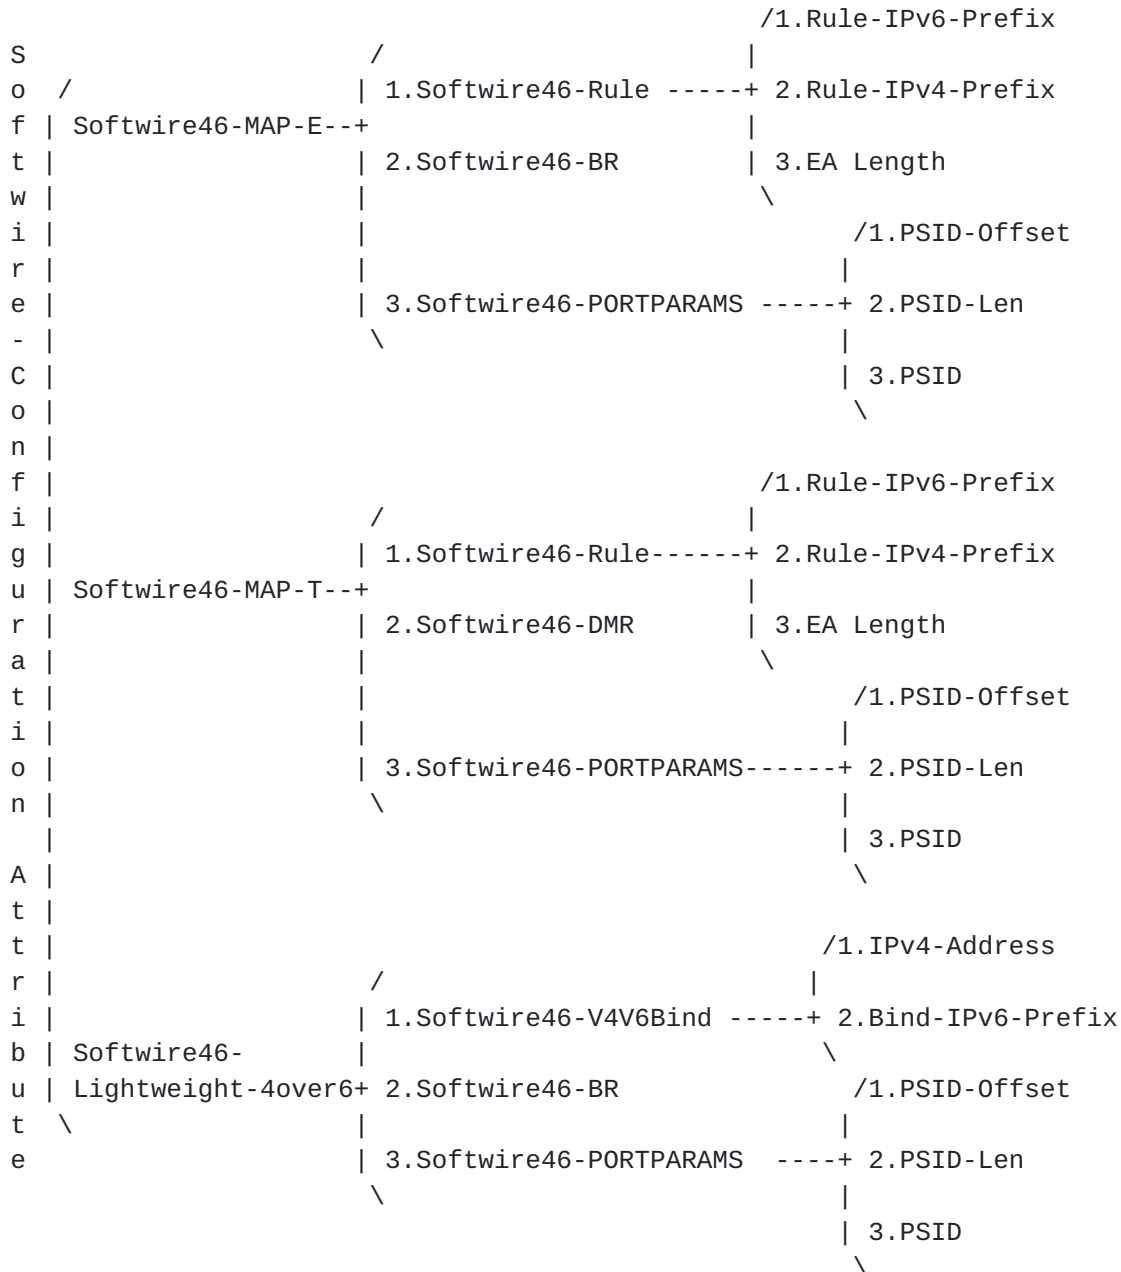 /1.Rule-IPv6-Prefix
S                      /                       |
o  /                  | 1.Softwire46-Rule -----+ 2.Rule-IPv4-Prefix
f | Softwire46-MAP-E--+                        |
t |                   | 2.Softwire46-BR        | 3.EA Length
w |                   |                         \
i |                   |                               /1.PSID-Offset
r |                   |                              |
e |                   | 3.Softwire46-PORTPARAMS -----+ 2.PSID-Len
- |                    \                             |
C |                                                  | 3.PSID
o |                                                   \
n |
f |                                             /1.Rule-IPv6-Prefix
i |                    /                       |
g |                   | 1.Softwire46-Rule------+ 2.Rule-IPv4-Prefix
u | Softwire46-MAP-T--+                        |
r |                   | 2.Softwire46-DMR       | 3.EA Length
a |                   |                         \
t |                   |                               /1.PSID-Offset
i |                   |                              |
o |                   | 3.Softwire46-PORTPARAMS------+ 2.PSID-Len
n |                    \                             |
  |                                                  | 3.PSID
A |                                                   \
t |
t |                                                 /1.IPv4-Address
r |                    /                           |
i |                   | 1.Softwire46-V4V6Bind -----+ 2.Bind-IPv6-Prefix
b | Softwire46-       |                             \
u | Lightweight-4over6+ 2.Softwire46-BR               /1.PSID-Offset
t  \                  |                              |
e                     | 3.Softwire46-PORTPARAMS  ----+ 2.PSID-Len
                       \                             |
                                                     | 3.PSID
                                                      \